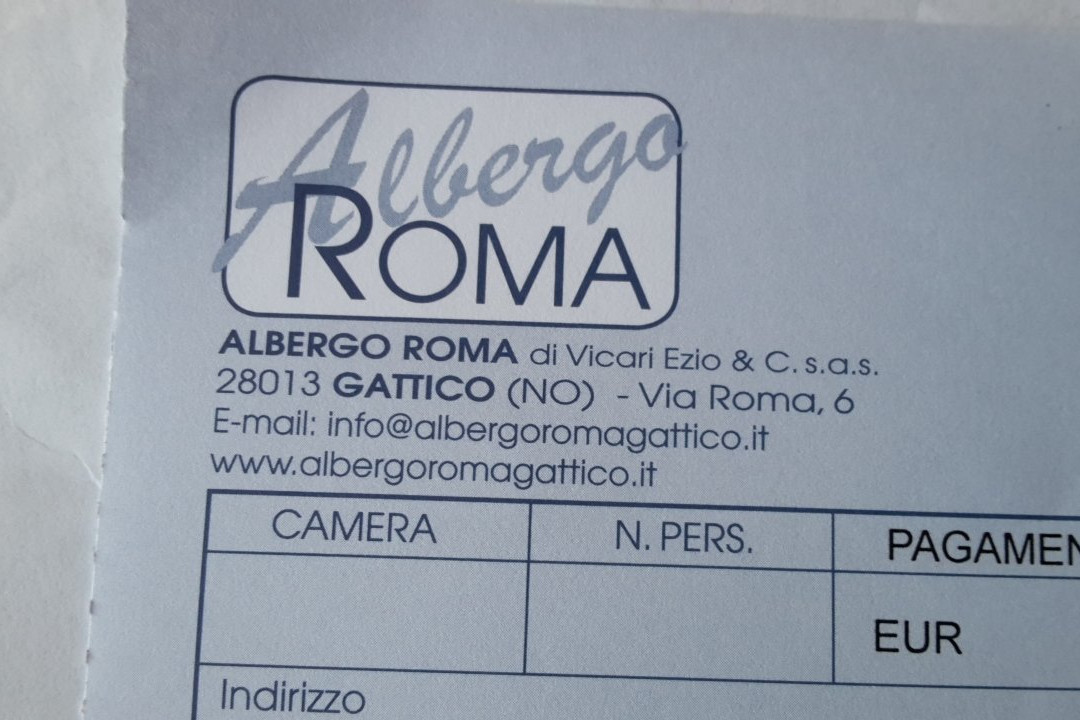 Albergo
ROMA
ALBERGO ROMA di Vicari Ezio & C. s.a.s.
28013 GATTICO (NO) - Via Roma, 6
E-mail: info@albergoromagattico.it
www.albergoromagattico.it
CAMERA N. PERS. PAGAMEN
EUR
Indirizzo